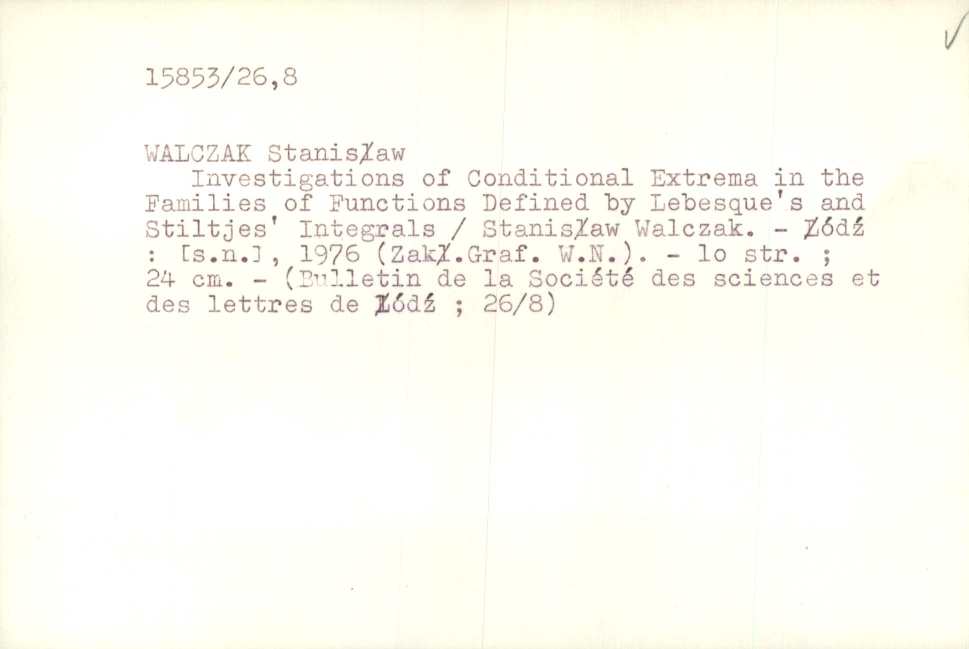 15853/26,8
WALCZAK Stanisław
Investigations of Conditional Extrema in the
Families of Functions Defined by Lebesque's and
Stiltjes' Integrals / Stanisław Walczak. - Łódź
: [s.n.], 1976 (Zakł.Graf. W.N.). - lo str. ;
24 cm. - (Bulletin de la Société des sciences et
des lettres de Łódź ; 26/8)